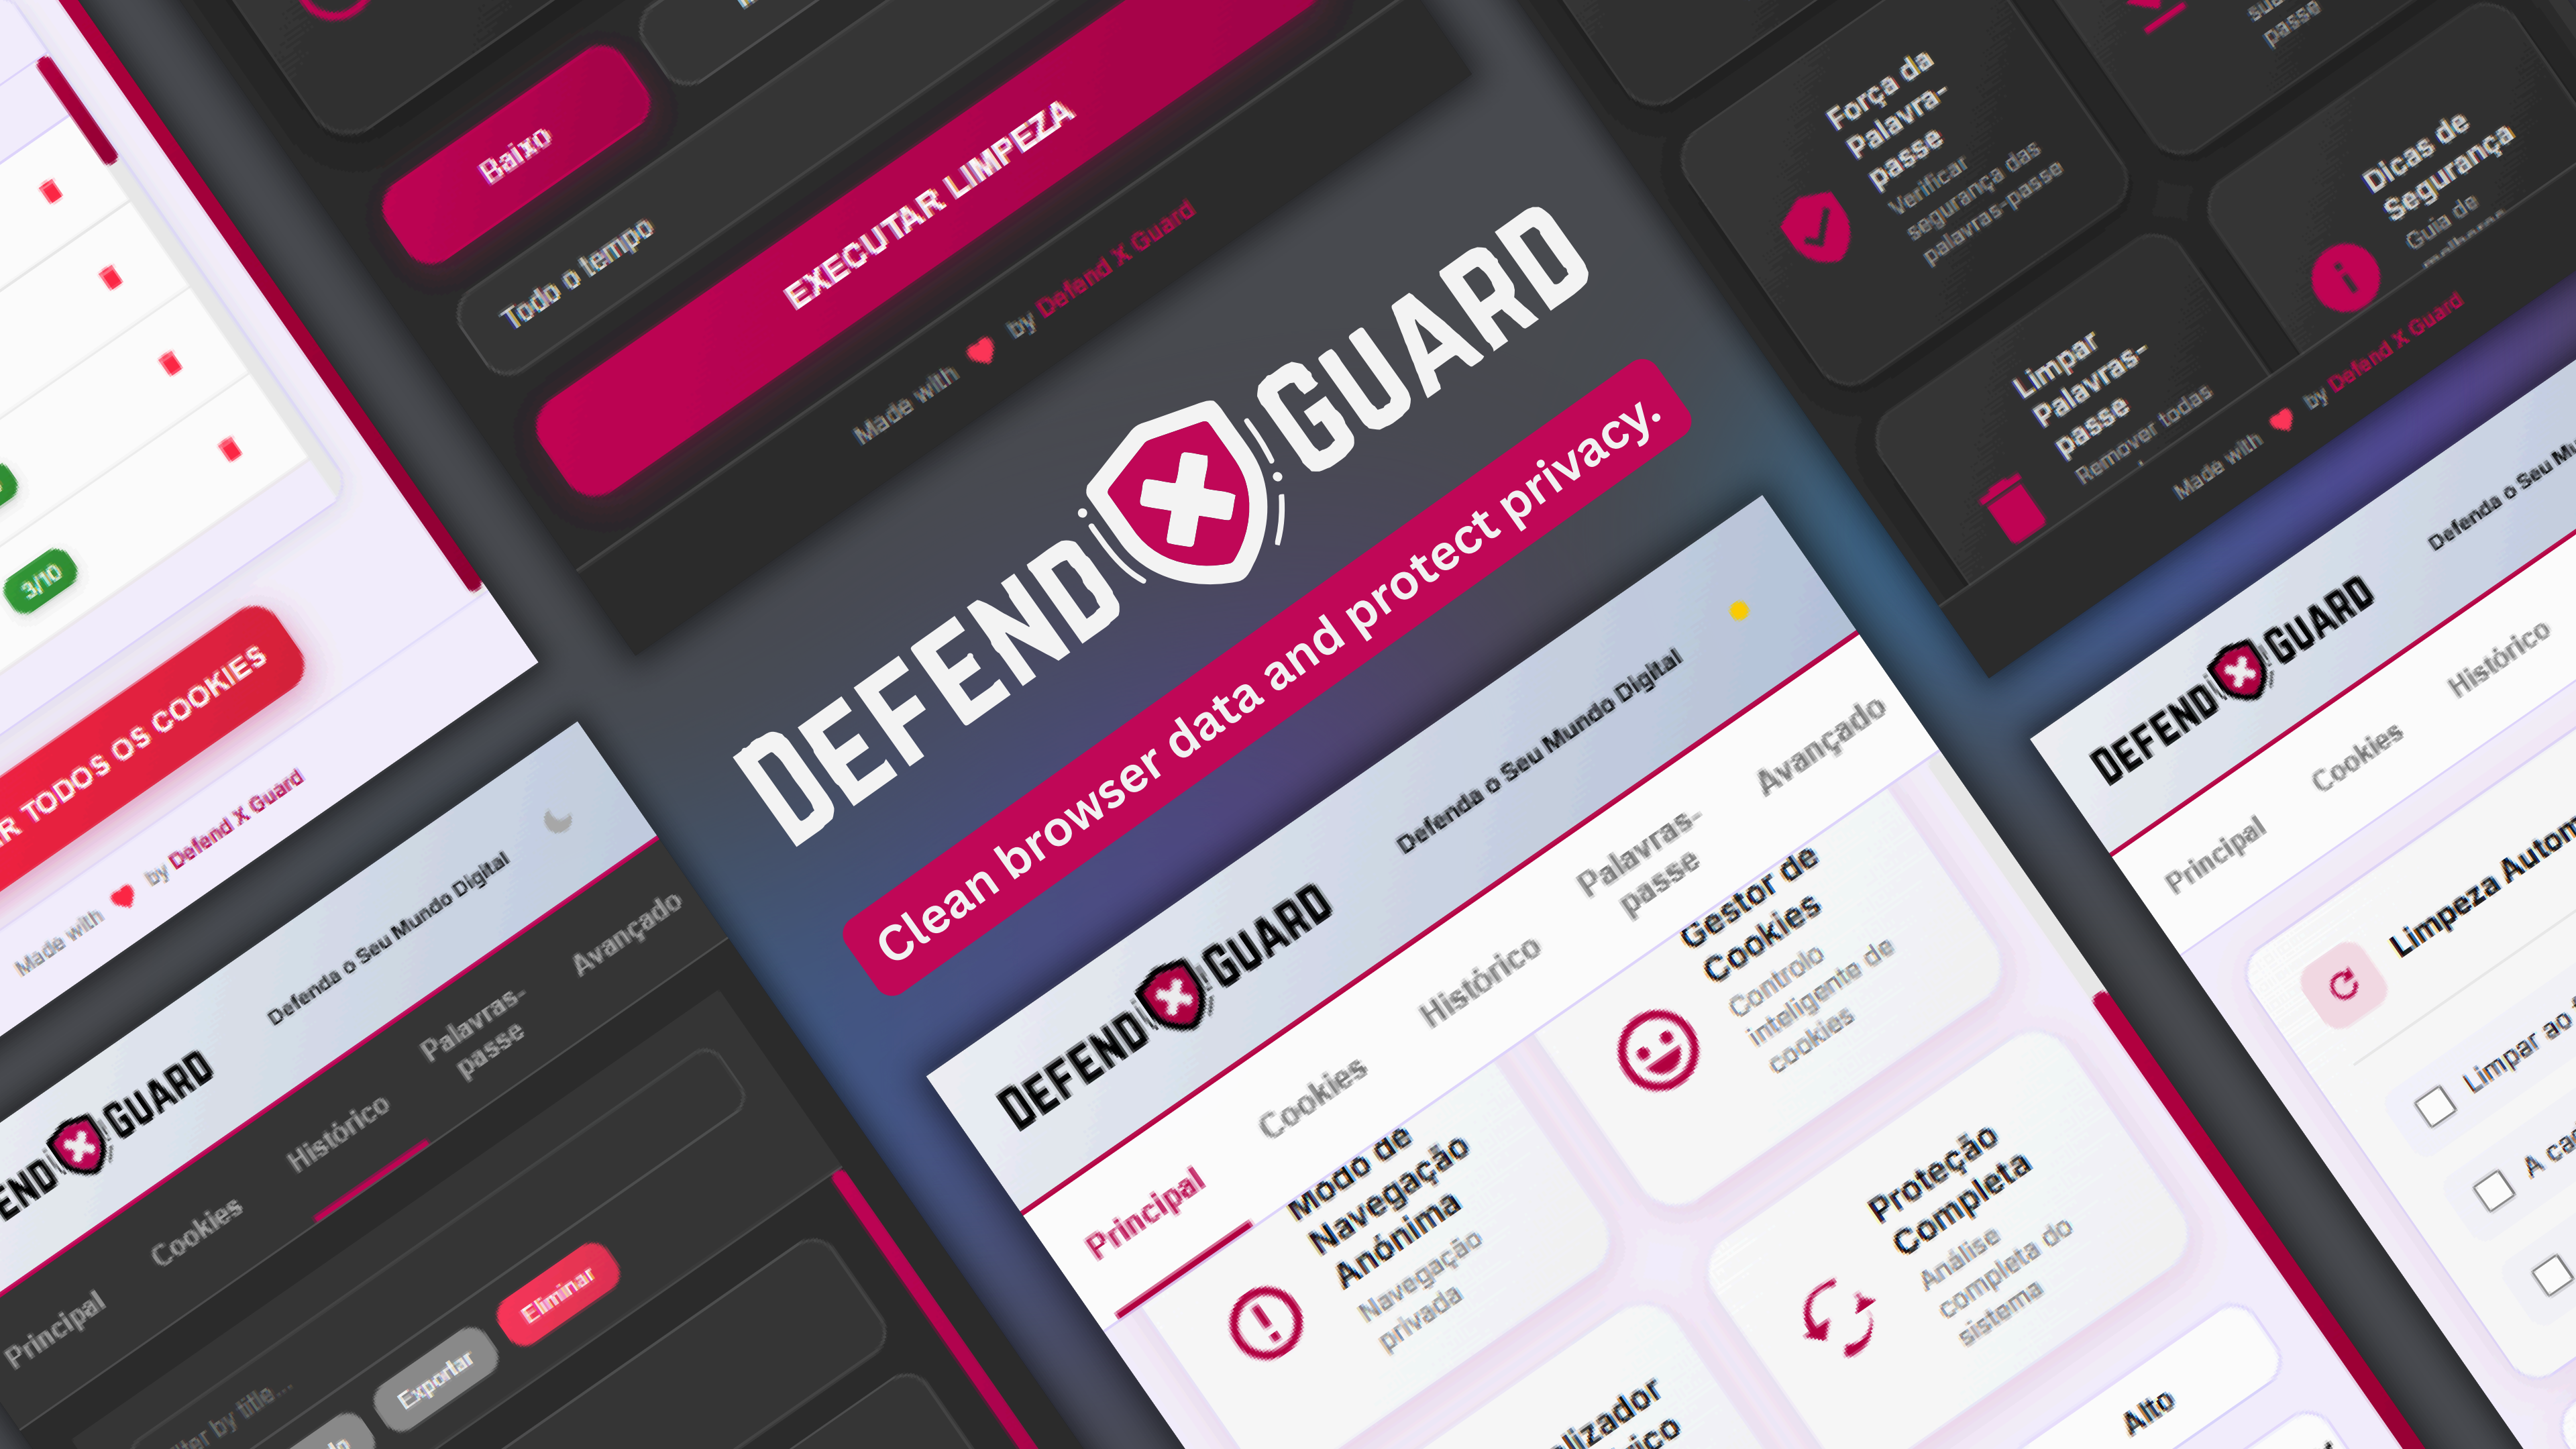 3/10
TODOS OS COOKIES
Made with ❤ by Defend X Guard
Baixo
Todo o tempo
EXECUTAR LIMPEZA
Made with ❤ by Defend X Guard
DEFEND GUARD
Clean browser data and protect privacy.
passe
Força da
Palavra-
passe
Verificar
segurança das
palavras-passe
Dicas de
Segurança
Guia de
Limpar
Palavras-
passe
Remover todas
Made with ❤ by Defend X Guard
GUARD
Defenda o Seu Mundo Digital
Principal
Cookies
Histórico
Palavras-
passe
Avançado
by title...
Exportar
Eliminar
DEFEND GUARD
Defenda o Seu Mundo Digital
Principal
Cookies
Histórico
Palavras-
passe
Avançado
Modo de
Navegação
Anónima
Navegação
privada
Gestor de
Cookies
Controlo
inteligente de
cookies
Proteção
Completa
Análise
completa do
sistema
Alto
DEFEND GUARD
Defenda o Seu
Principal
Cookies
Histórico
Limpeza
Limpar ao
A